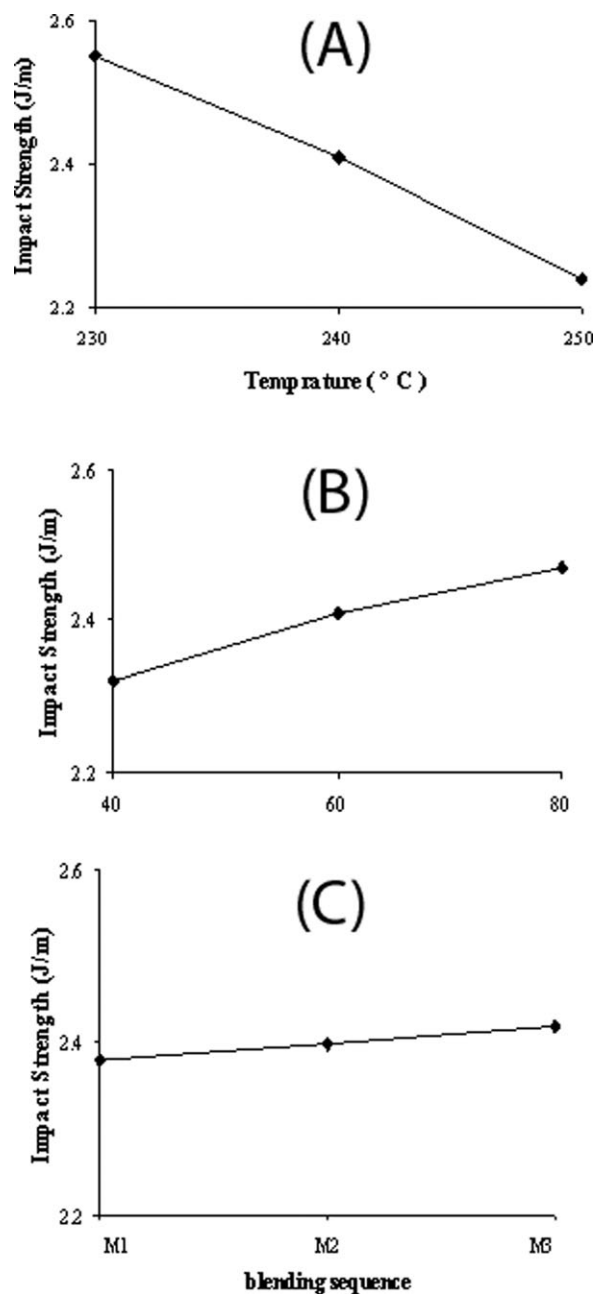 (A)
Impact Strength (J/m)
2.6
2.4
2.2
230 240 250
Temprature ( ° C )
(B)
Impact Strength (J/m)
2.6
2.4
2.2
40 60 80
(C)
Impact Strength (J/m)
2.6
2.4
2.2
M1 M2 M3
blending sequence